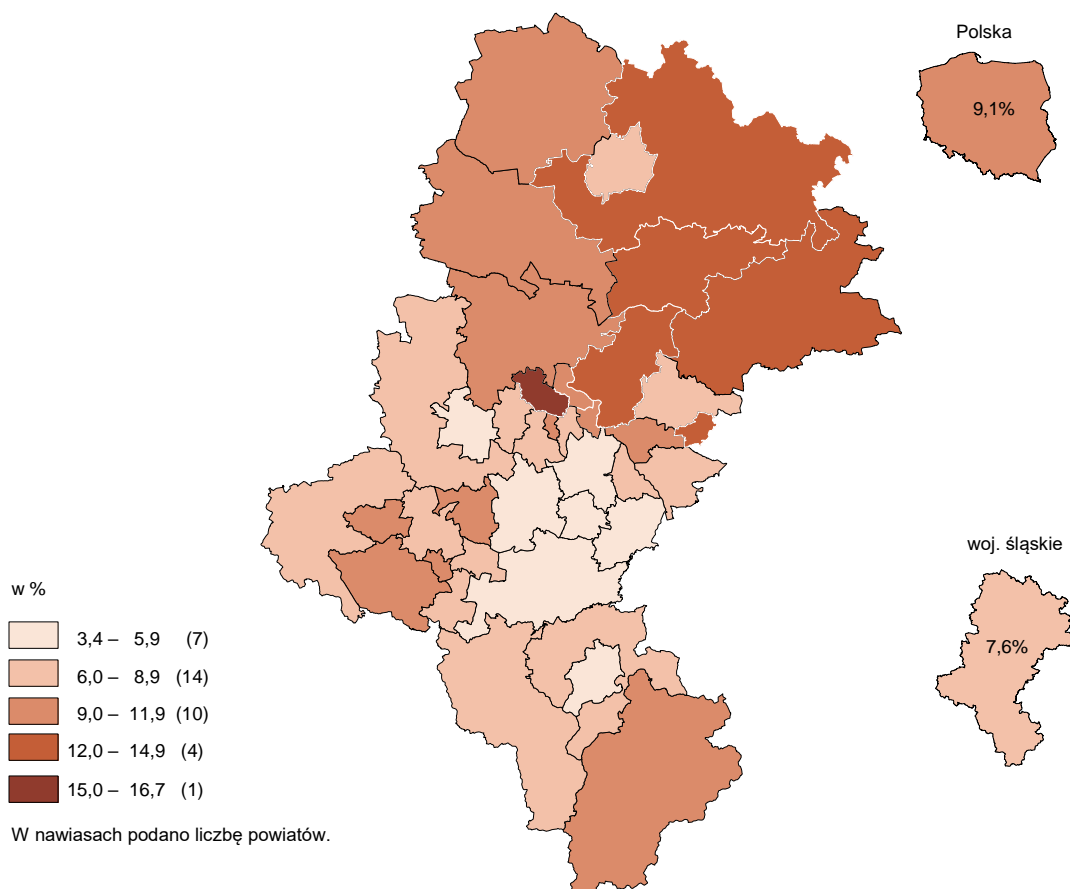 Polska
9,1%
woj. śląskie
7,6%
w %
3,4 – 5,9 (7)
6,0 – 8,9 (14)
9,0 – 11,9 (10)
12,0 – 14,9 (4)
15,0 – 16,7 (1)
W nawiasach podano liczbę powiatów.